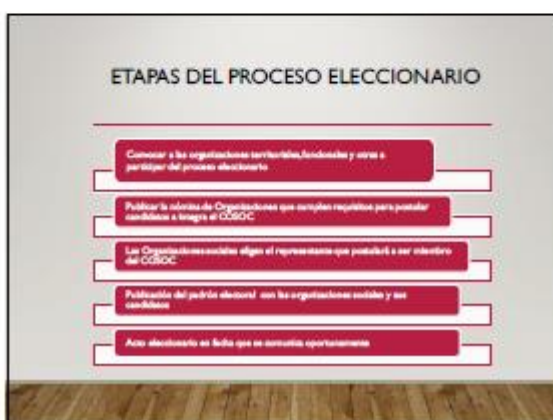 ETAPAS DEL PROCESO ELECCIONARIO
Convocar a las organizaciones territoriales, funcionales y otras a
participar del proceso eleccionario
Publicar la nómina de Organizaciones que cumplen requisitos para postular
candidatos a integra el COSOC
Las Organizaciones sociales eligen el representante que postulará a ser miembro
del COSOC
Publicación del padrón electoral con las organizaciones sociales y sus
candidatos
Acto eleccionario en fecha que se comunica oportunamente